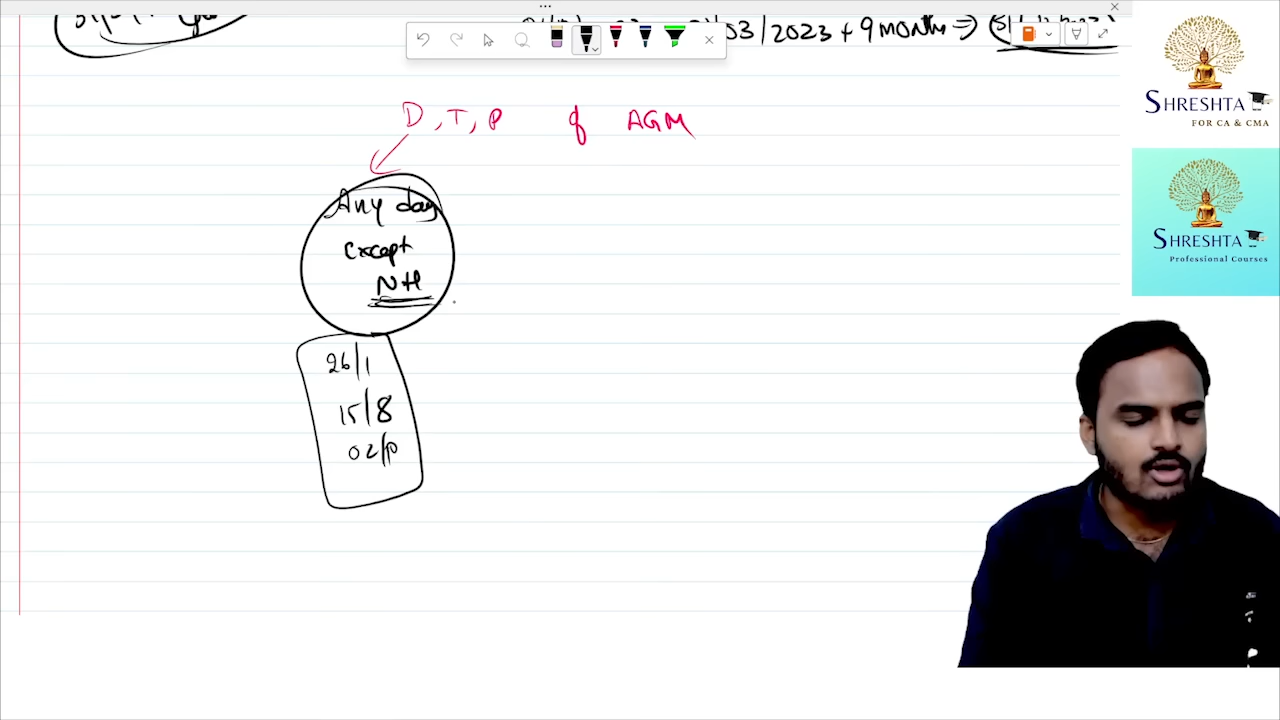 03/2023 + 9 months ⇒
D, T, P of AGM
Any day
except
NH
26/1
15/8
02/10
SHRESHTA
FOR CA & CMA
SHRESHTA
Professional Courses